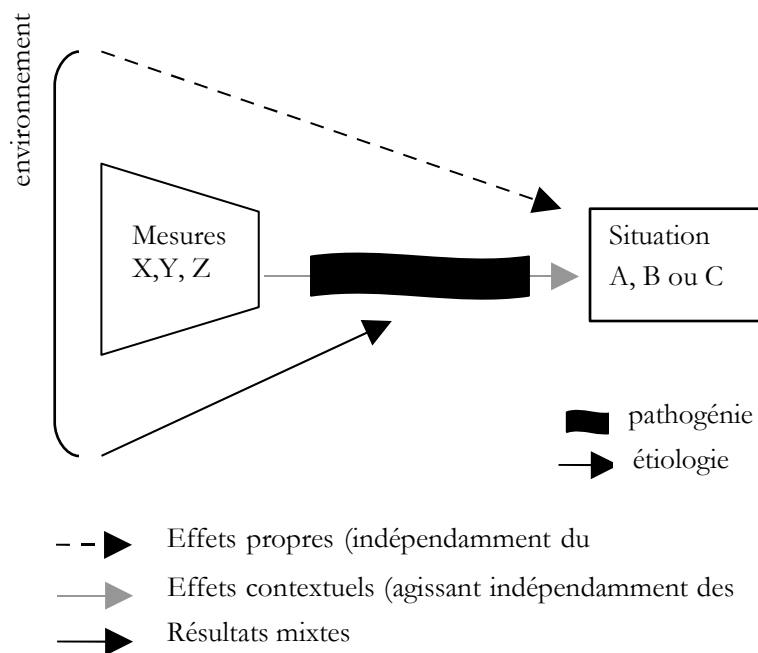 environnement
Mesures
X,Y, Z
Situation
A, B ou C
pathogénie
étiologie
Effets propres (indépendamment du
Effets contextuels (agissant indépendamment des
Résultats mixtes